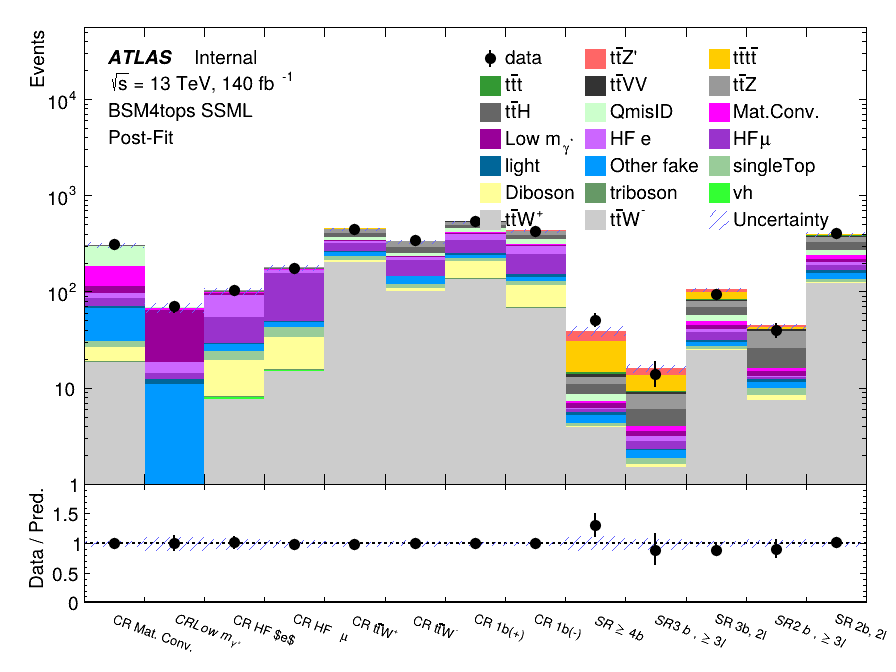 Events
ATLAS Internal
√s = 13 TeV, 140 fb⁻¹
BSM4tops SSML
Post-Fit
data tt̄Z' tt̄tt̄
tt̄t tt̄VV tt̄Z
tt̄H QmisID Mat.Conv.
Low m_γ* HF e HFμ
light Other fake singleTop
Diboson triboson vh
tt̄W⁺ tt̄W⁻ Uncertainty
10⁴
10³
10²
10
1
Data / Pred.
1.5
1
0.5
0
CR Mat. Conv.
CRLow m_γ*
CR HF $e$
CR HF μ
CR tt̄W⁺
CR tt̄W⁻
CR 1b(+)
CR 1b(-)
SR ≥ 4b
SR3 b , ≥ 3l
SR 3b, 2l
SR2 b , ≥ 3l
SR 2b, 2l